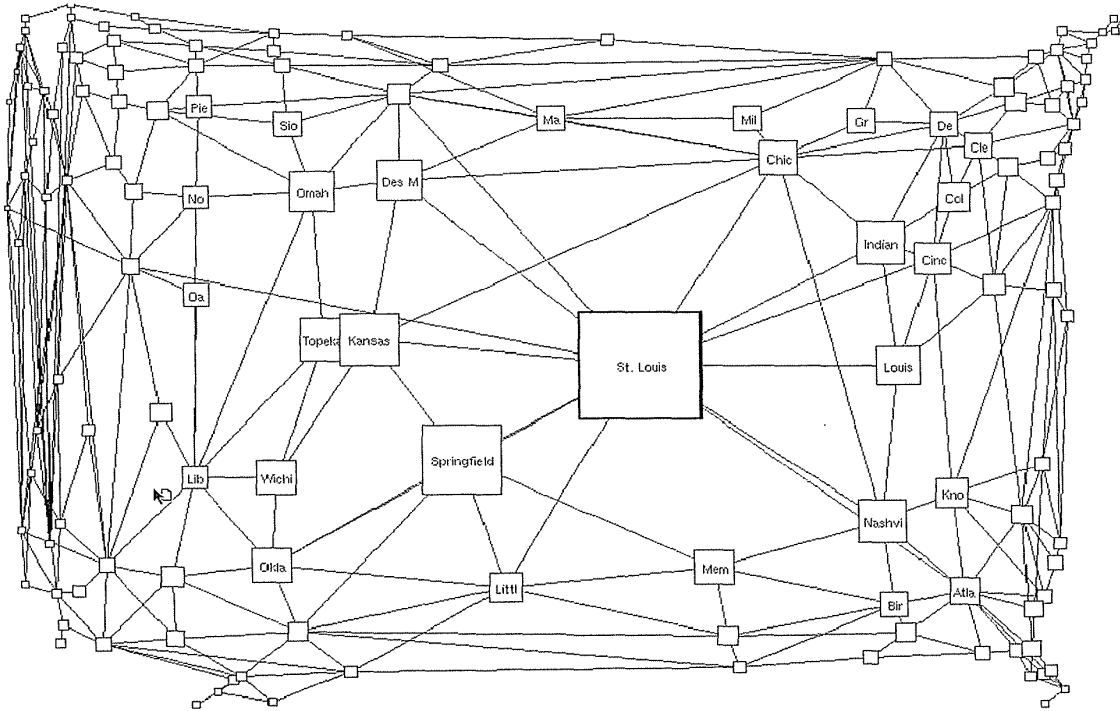 Pie
Sio
Ma
Mil
Gr
De
Cle
Chic
Omah
Des M
No
Col
Indian
Cinc
Da
Topeka
Kansas
St. Louis
Louis
Springfield
Lib
Wichi
Kno
Nashvi
Okla
Mem
Littl
Bir
Atla